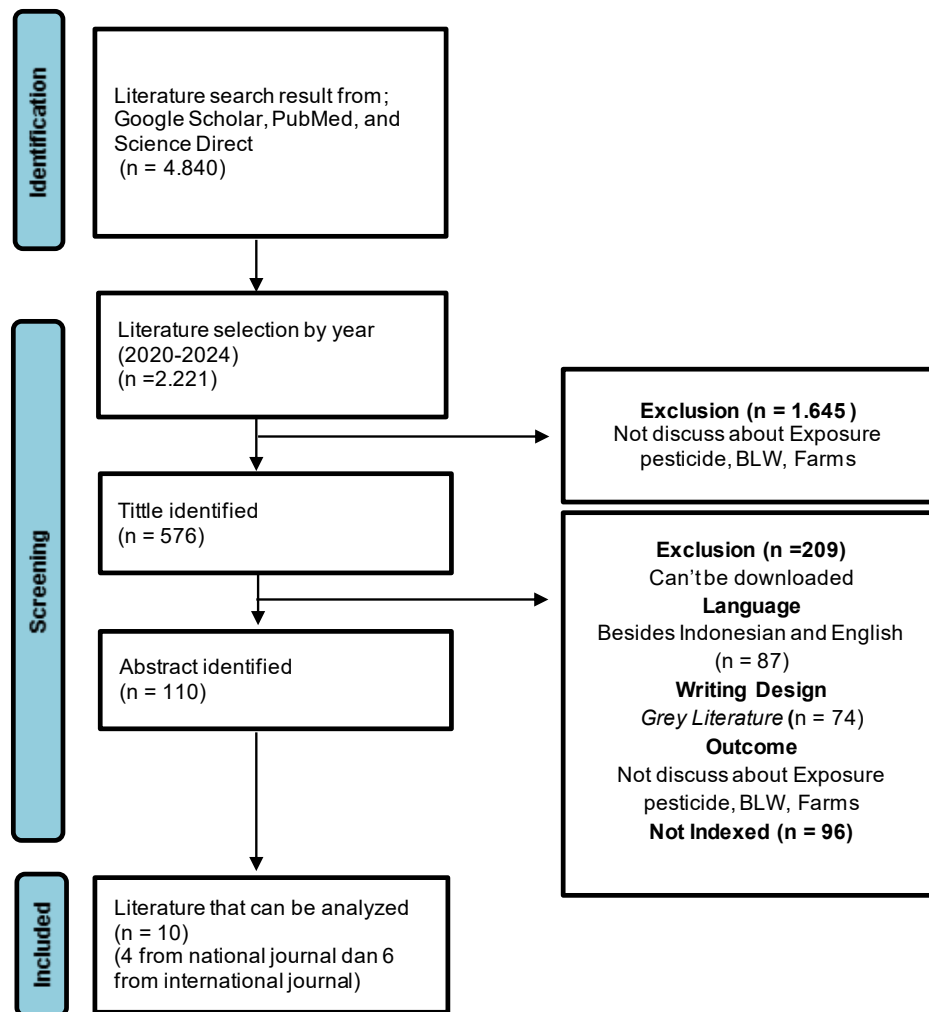 Identification
Literature search result from;
Google Scholar, PubMed, and
Science Direct
(n = 4.840)
Screening
Literature selection by year
(2020-2024)
(n =2.221)
Exclusion (n = 1.645 )
Not discuss about Exposure
pesticide, BLW, Farms
Tittle identified
(n = 576)
Exclusion (n =209)
Can't be downloaded
Language
Besides Indonesian and English
(n = 87)
Writing Design
Grey Literature (n = 74)
Outcome
Not discuss about Exposure
pesticide, BLW, Farms
Not Indexed (n = 96)
Abstract identified
(n = 110)
Included
Literature that can be analyzed
(n = 10)
(4 from national journal dan 6
from international journal)